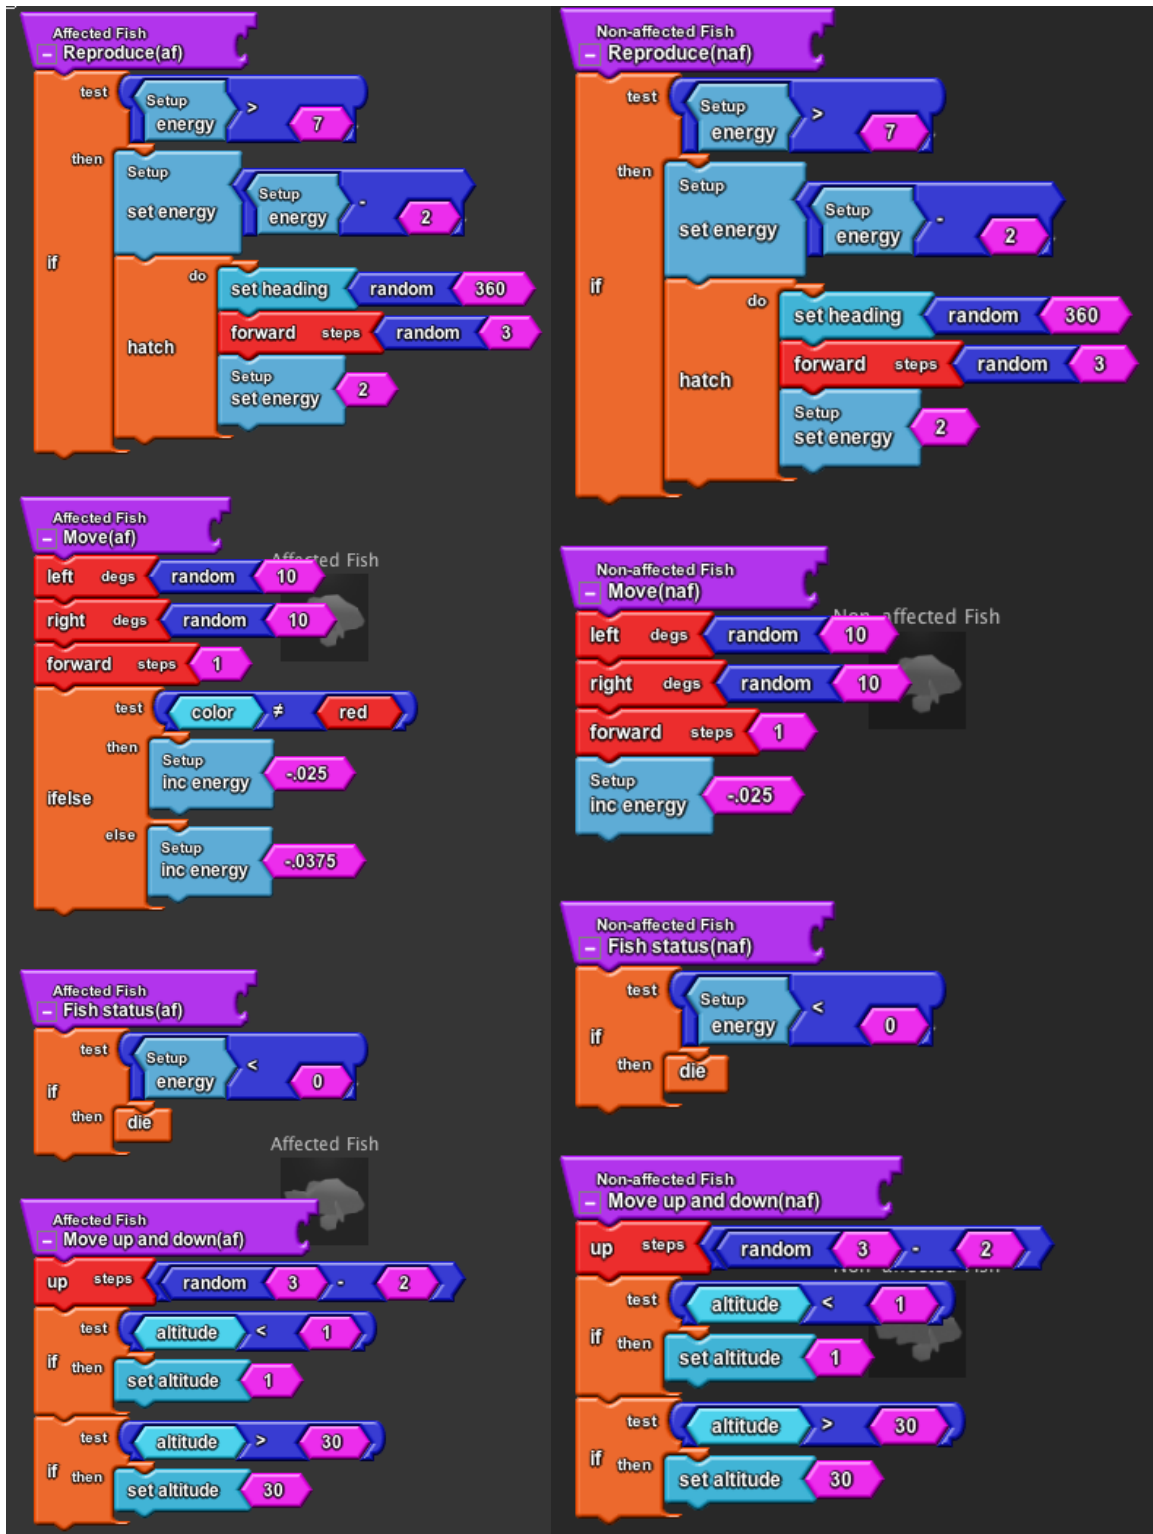 Affected Fish
Reproduce(af)
test Setup energy > 7
then Setup set energy Setup energy - 2
if
hatch do set heading random 360
forward steps random 3
Setup set energy 2
Affected Fish
Move(af)
Affected Fish
left degs random 10
right degs random 10
forward steps 1
test color ≠ red
then Setup inc energy -.025
ifelse
else Setup inc energy -.0375
Affected Fish
Fish status(af)
test Setup energy < 0
if
then die
Affected Fish
Affected Fish
Move up and down(af)
up steps random 3 - 2
test altitude < 1
if then set altitude 1
test altitude > 30
if then set altitude 30
Non-affected Fish
Reproduce(naf)
test Setup energy > 7
then Setup set energy Setup energy - 2
if
hatch do set heading random 360
forward steps random 3
Setup set energy 2
Non-affected Fish
Move(naf)
Non-affected Fish
left degs random 10
right degs random 10
forward steps 1
Setup inc energy -.025
Non-affected Fish
Fish status(naf)
test Setup energy < 0
if
then die
Non-affected Fish
Move up and down(naf)
up steps random 3 - 2
test altitude < 1
if then set altitude 1
test altitude > 30
if then set altitude 30